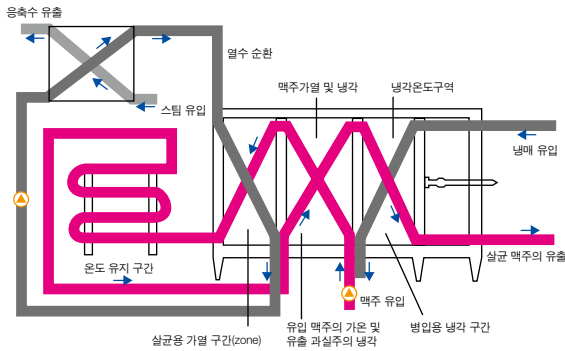 응축수 유출
열수 순환
스팀 유입
맥주가열 및 냉각
냉각온도구역
냉매 유입
온도 유지 구간
살균 맥주의 유출
맥주 유입
살균용 가열 구간(zone)
유입 맥주의 가온 및
유출 과실주의 냉각
병입용 냉각 구간